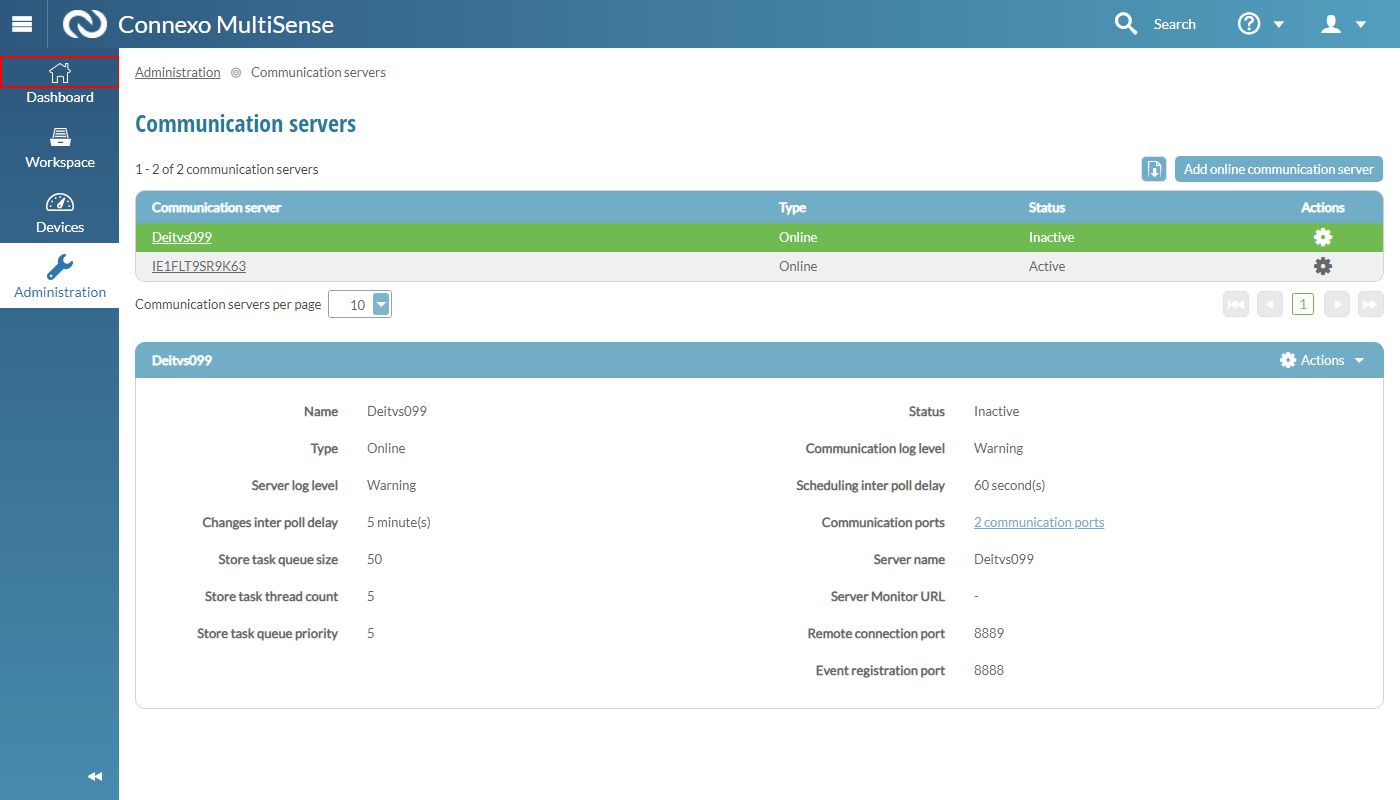 Connexo MultiSense
Search
Dashboard
Workspace
Devices
Administration
Administration Communication servers
Communication servers
1 - 2 of 2 communication servers
Add online communication server
Communication server Type Status Actions
Deitvs099 Online Inactive
IE1FLT9SR9K63 Online Active
Communication servers per page 10
1
Deitvs099
Actions
Name Deitvs099
Status Inactive
Type Online
Communication log level Warning
Server log level Warning
Scheduling inter poll delay 60 second(s)
Changes inter poll delay 5 minute(s)
Communication ports 2 communication ports
Store task queue size 50
Server name Deitvs099
Store task thread count 5
Server Monitor URL -
Store task queue priority 5
Remote connection port 8889
Event registration port 8888